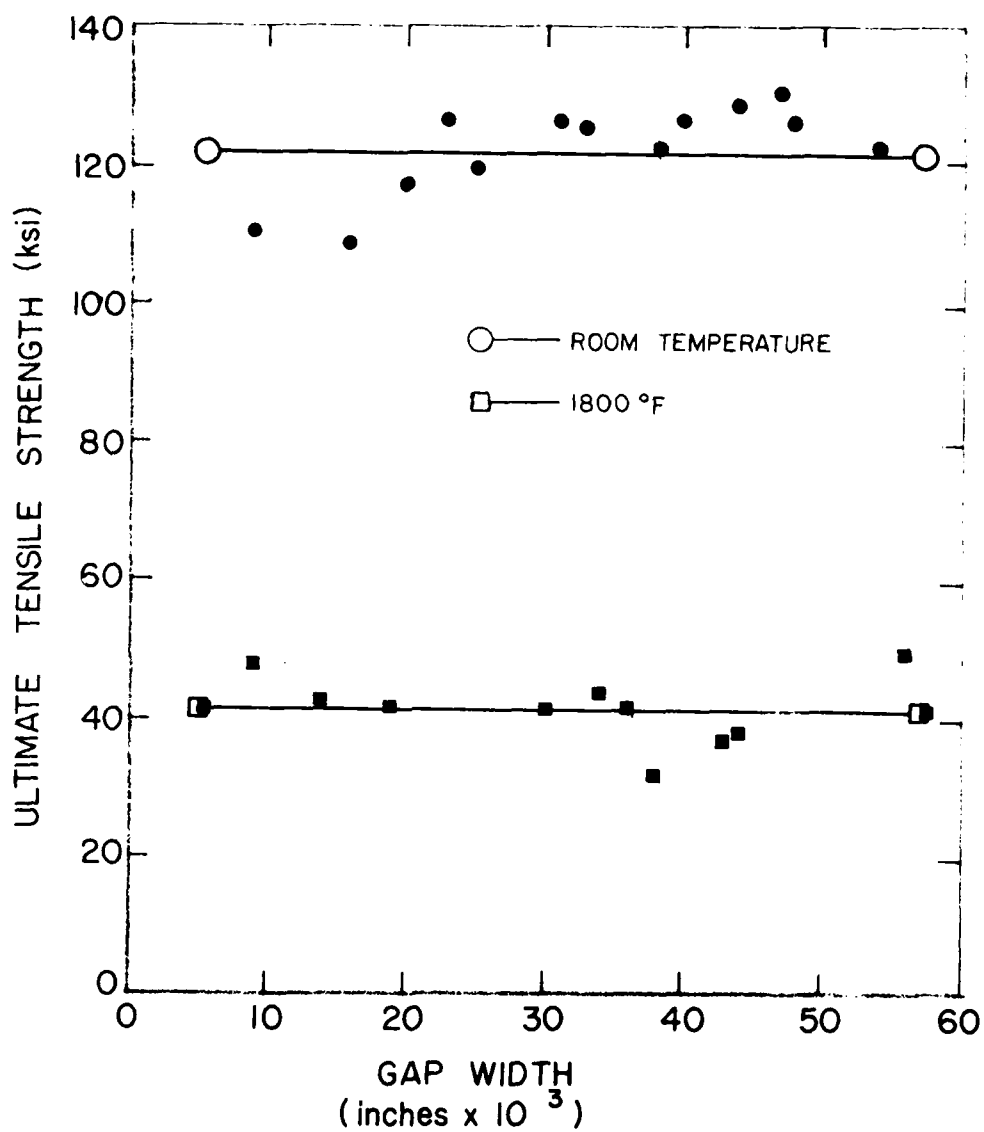 140
120
100
80
60
40
20
0
ULTIMATE TENSILE STRENGTH (ksi)
ROOM TEMPERATURE
1800 °F
0 10 20 30 40 50 60
GAP WIDTH
(inches x 10 3)